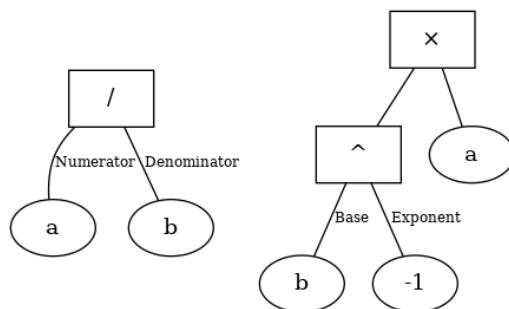 /
Numerator Denominator
a b
×
^ a
Base Exponent
b -1